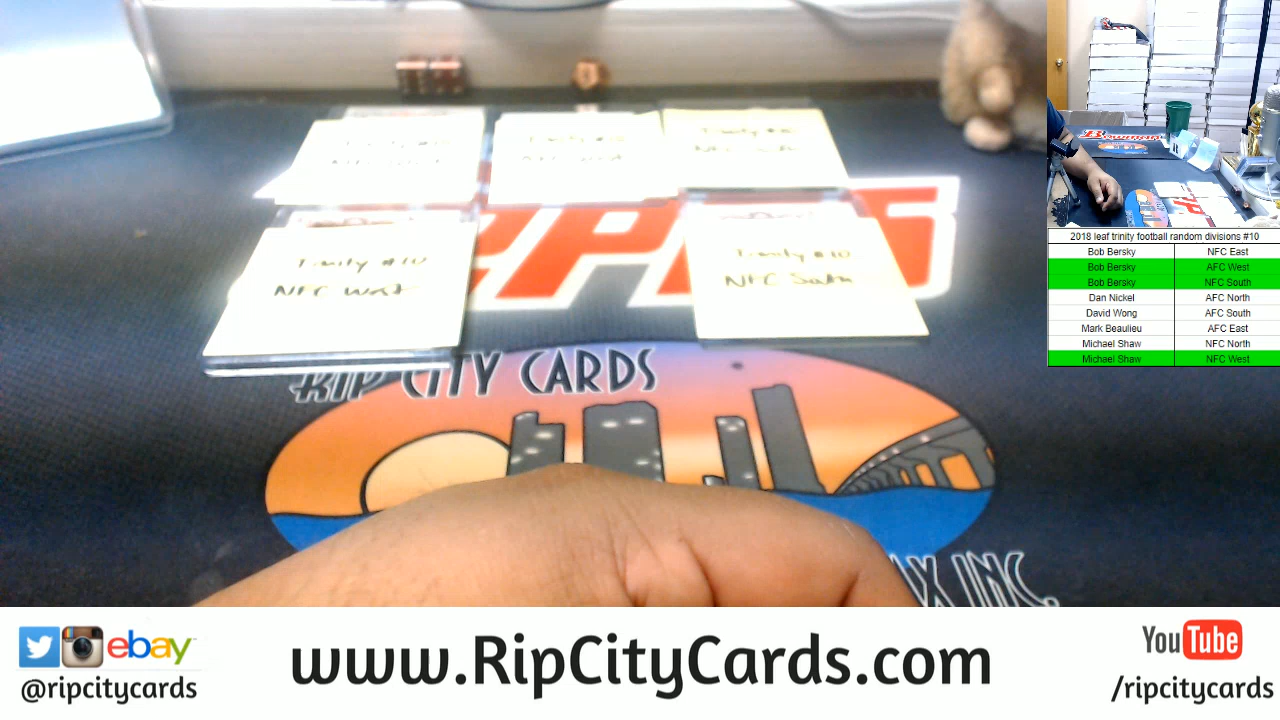 Trinity #10
NFC West
Trinity #10
NFC South
RIP CITY CARDS
INC.
BOWMAN
2018 leaf trinity football random divisions #10
Bob Bersky NFC East
Bob Bersky AFC West
Bob Bersky NFC South
Dan Nickel AFC North
David Wong AFC South
Mark Beaulieu AFC East
Michael Shaw NFC North
Michael Shaw NFC West
ebay
@ripcitycards
www.RipCityCards.com
YouTube
/ripcitycards